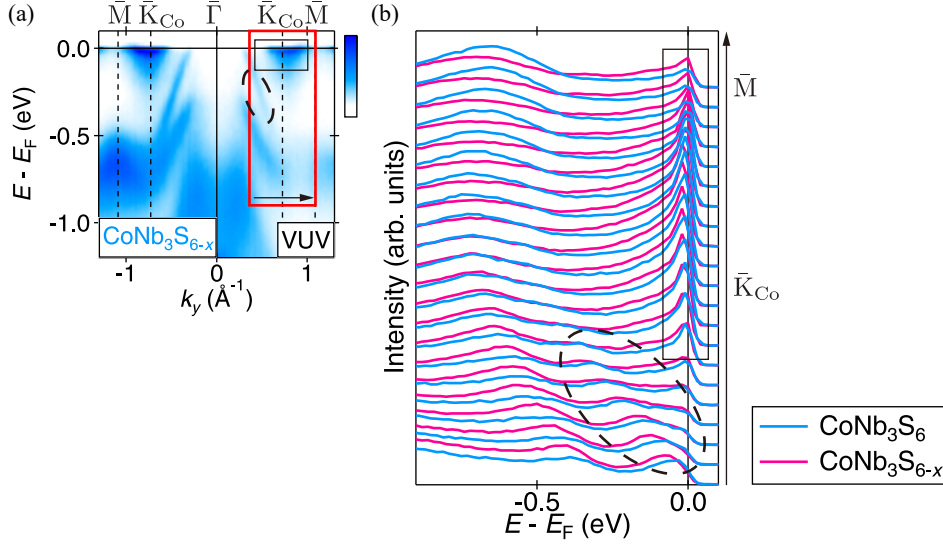 (a)
M̄ K̄Co Γ̄ K̄Co M̄
0.0
-0.5
-1.0
E - EF (eV)
CoNb3S6-x
VUV
-1 0 1
ky (Å-1)
(b)
Intensity (arb. units)
M̄
K̄Co
-0.5 0.0
E - EF (eV)
CoNb3S6
CoNb3S6-x